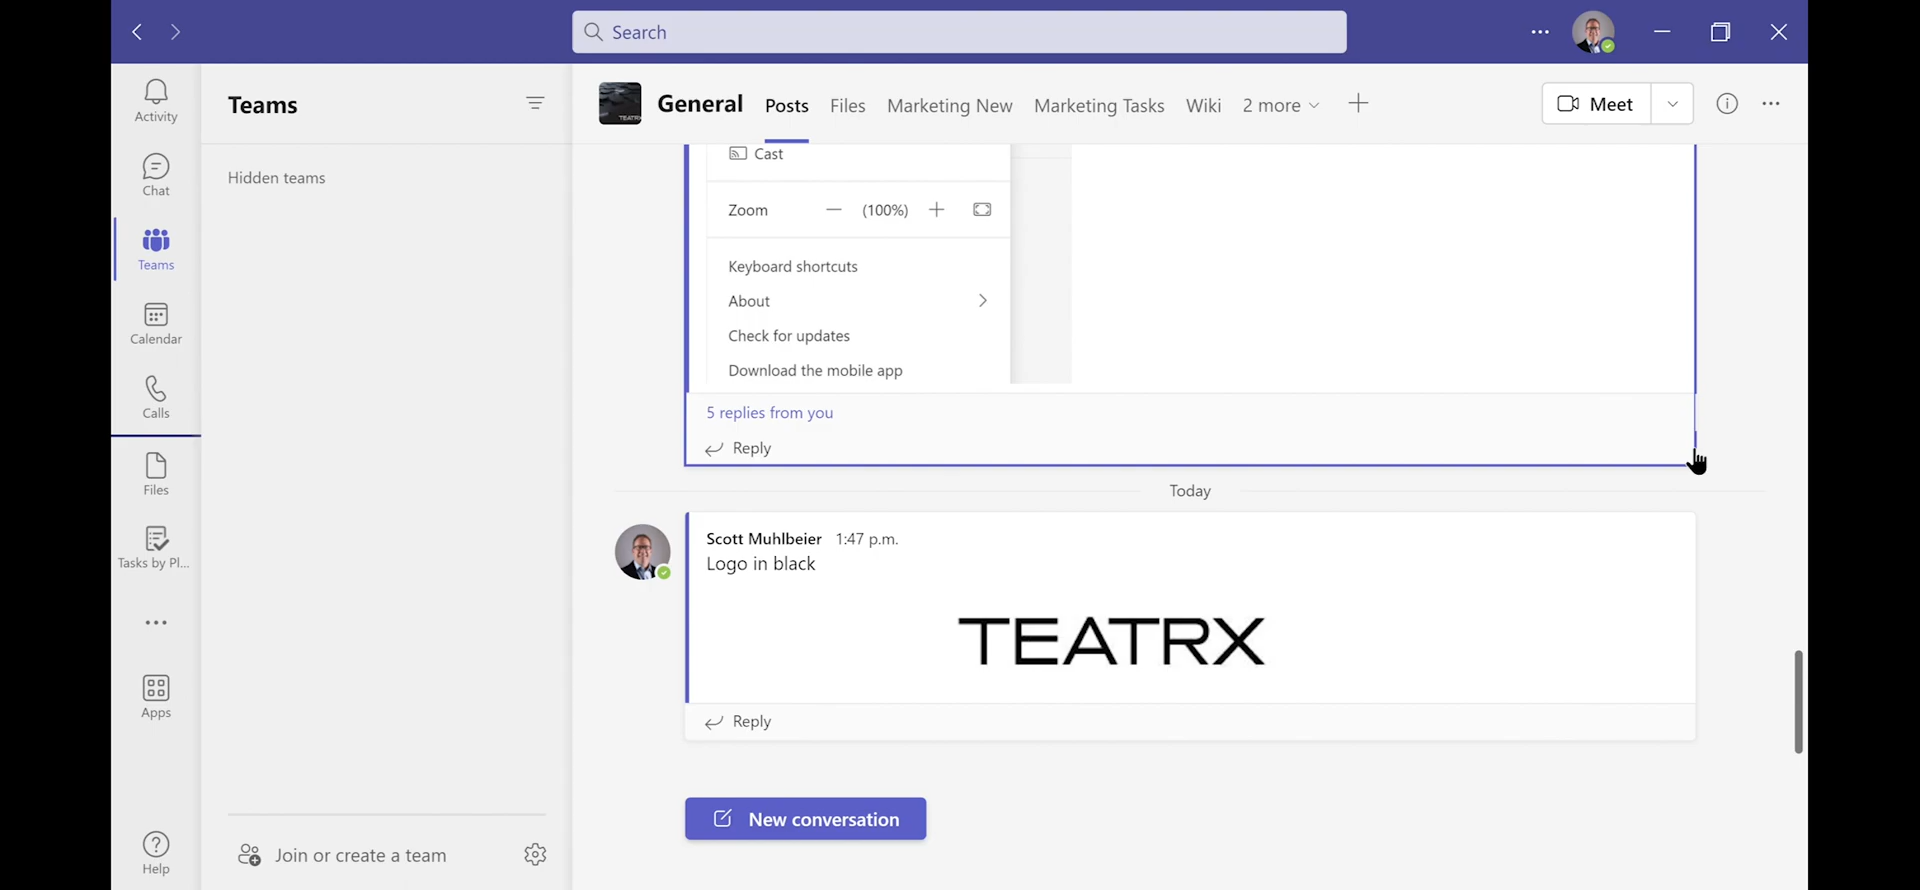 Search
Activity
Chat
Teams
Calendar
Calls
Files
Tasks by Pl...
Apps
Help
Teams
Hidden teams
Join or create a team
General Posts Files Marketing New Marketing Tasks Wiki 2 more
Meet
Cast
Zoom (100%)
Keyboard shortcuts
About
Check for updates
Download the mobile app
5 replies from you
Reply
Today
Scott Muhlbeier 1:47 p.m.
Logo in black
TEATRX
Reply
New conversation